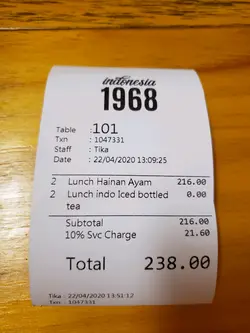 indonesia
1968
Table : 101
Txn : 1047331
Staff : Tika
Date : 22/04/2020 13:09:25
2 Lunch Hainan Ayam 216.00
2 Lunch indo Iced bottled 0.00
tea
Subtotal 216.00
10% Svc Charge 21.60
Total 238.00
Tika : 22/04/2020 13:51:12
Txn : 1047331